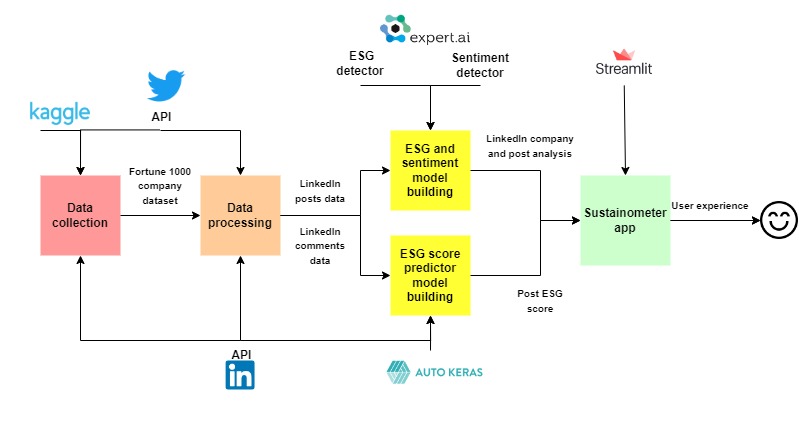 expert.ai
ESG
detector
Sentiment
detector
Streamlit
kaggle
API
ESG and
sentiment
model
building
LinkedIn company
and post analysis
Fortune 1000
company
dataset
LinkedIn
posts data
Data
collection
Data
processing
LinkedIn
comments
data
Sustainometer
app
User experience
ESG score
predictor
model
building
Post ESG
score
API
in
AUTO KERAS